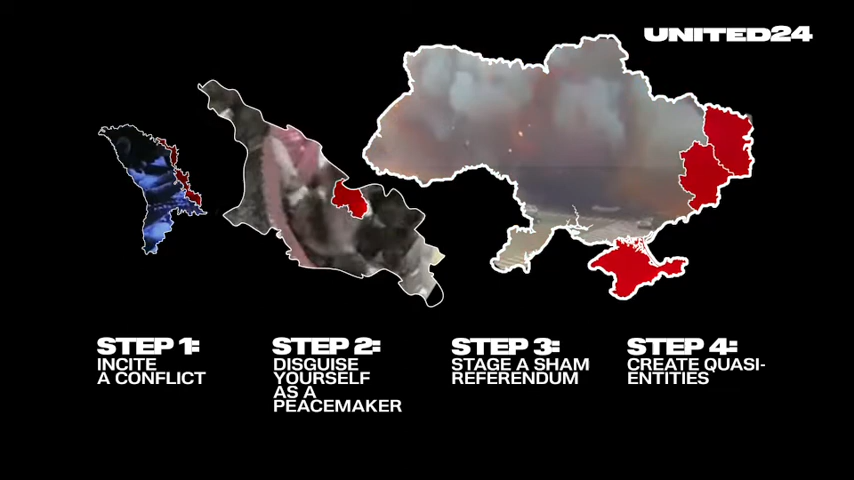 UNITED24
STEP 1:
INCITE
A CONFLICT
STEP 2:
DISGUISE
YOURSELF
AS A
PEACEMAKER
STEP 3:
STAGE A SHAM
REFERENDUM
STEP 4:
CREATE QUASI-
ENTITIES